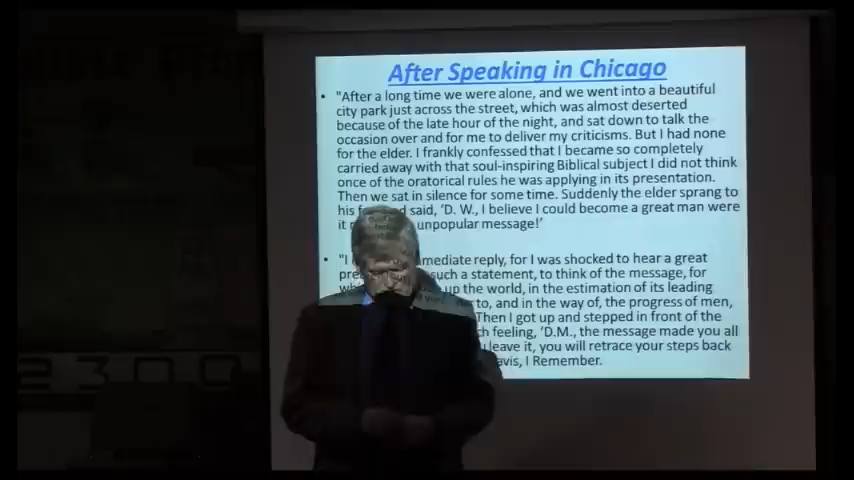 After Speaking in Chicago
• "After a long time we were alone, and we went into a beautiful
city park just across the street, which was almost deserted
because of the late hour of the night, and sat down to talk the
occasion over and for me to deliver my criticisms. But I had none
for the elder. I frankly confessed that I became so completely
carried away with that soul-inspiring Biblical subject I did not think
once of the oratorical rules he was applying in its presentation.
Then we sat in silence for some time. Suddenly the elder sprang to
his said, 'D. W., I believe I could become a great man were
it unpopular message!'
• "I reply, for I was shocked to hear a great
such a statement, to think of the message, for
up the world, in the estimation of its leading
to, and in the way of, the progress of men,
Then I got up and stepped in front of the
feeling, 'D.M., the message made you all
leave it, you will retrace your steps back
I Remember.
2300